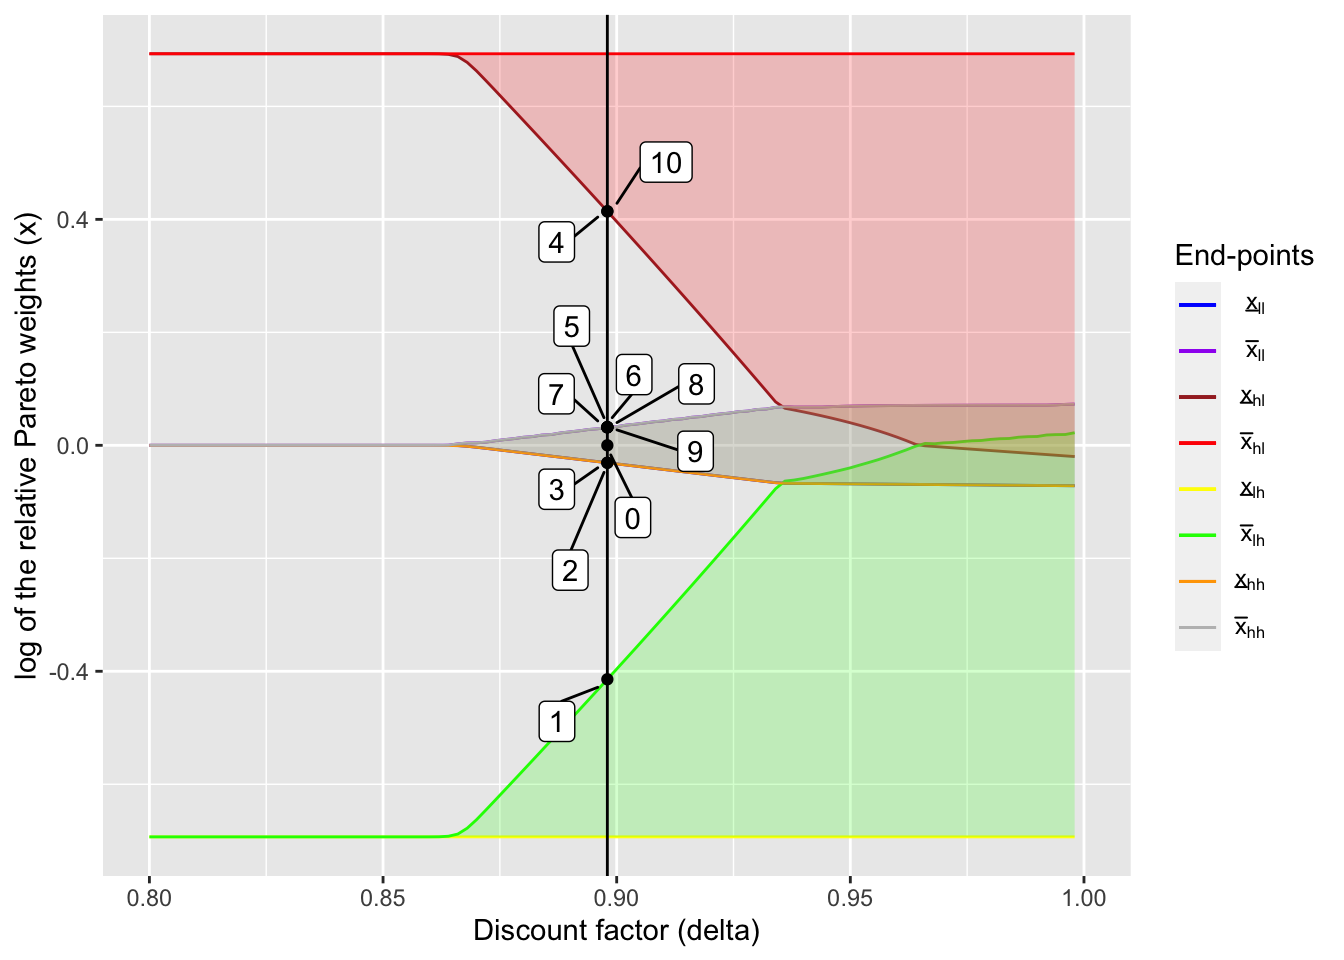 log of the relative Pareto weights (x)
0.4
0.0
-0.4
10
4
5
6
7
8
9
3
0
2
1
0.80
0.85
0.90
0.95
1.00
Discount factor (delta)
End-points
x̲ₗₗ
x̅ₗₗ
x̲ₕₗ
x̅ₕₗ
x̲ₗₕ
x̅ₗₕ
x̲ₕₕ
x̅ₕₕ